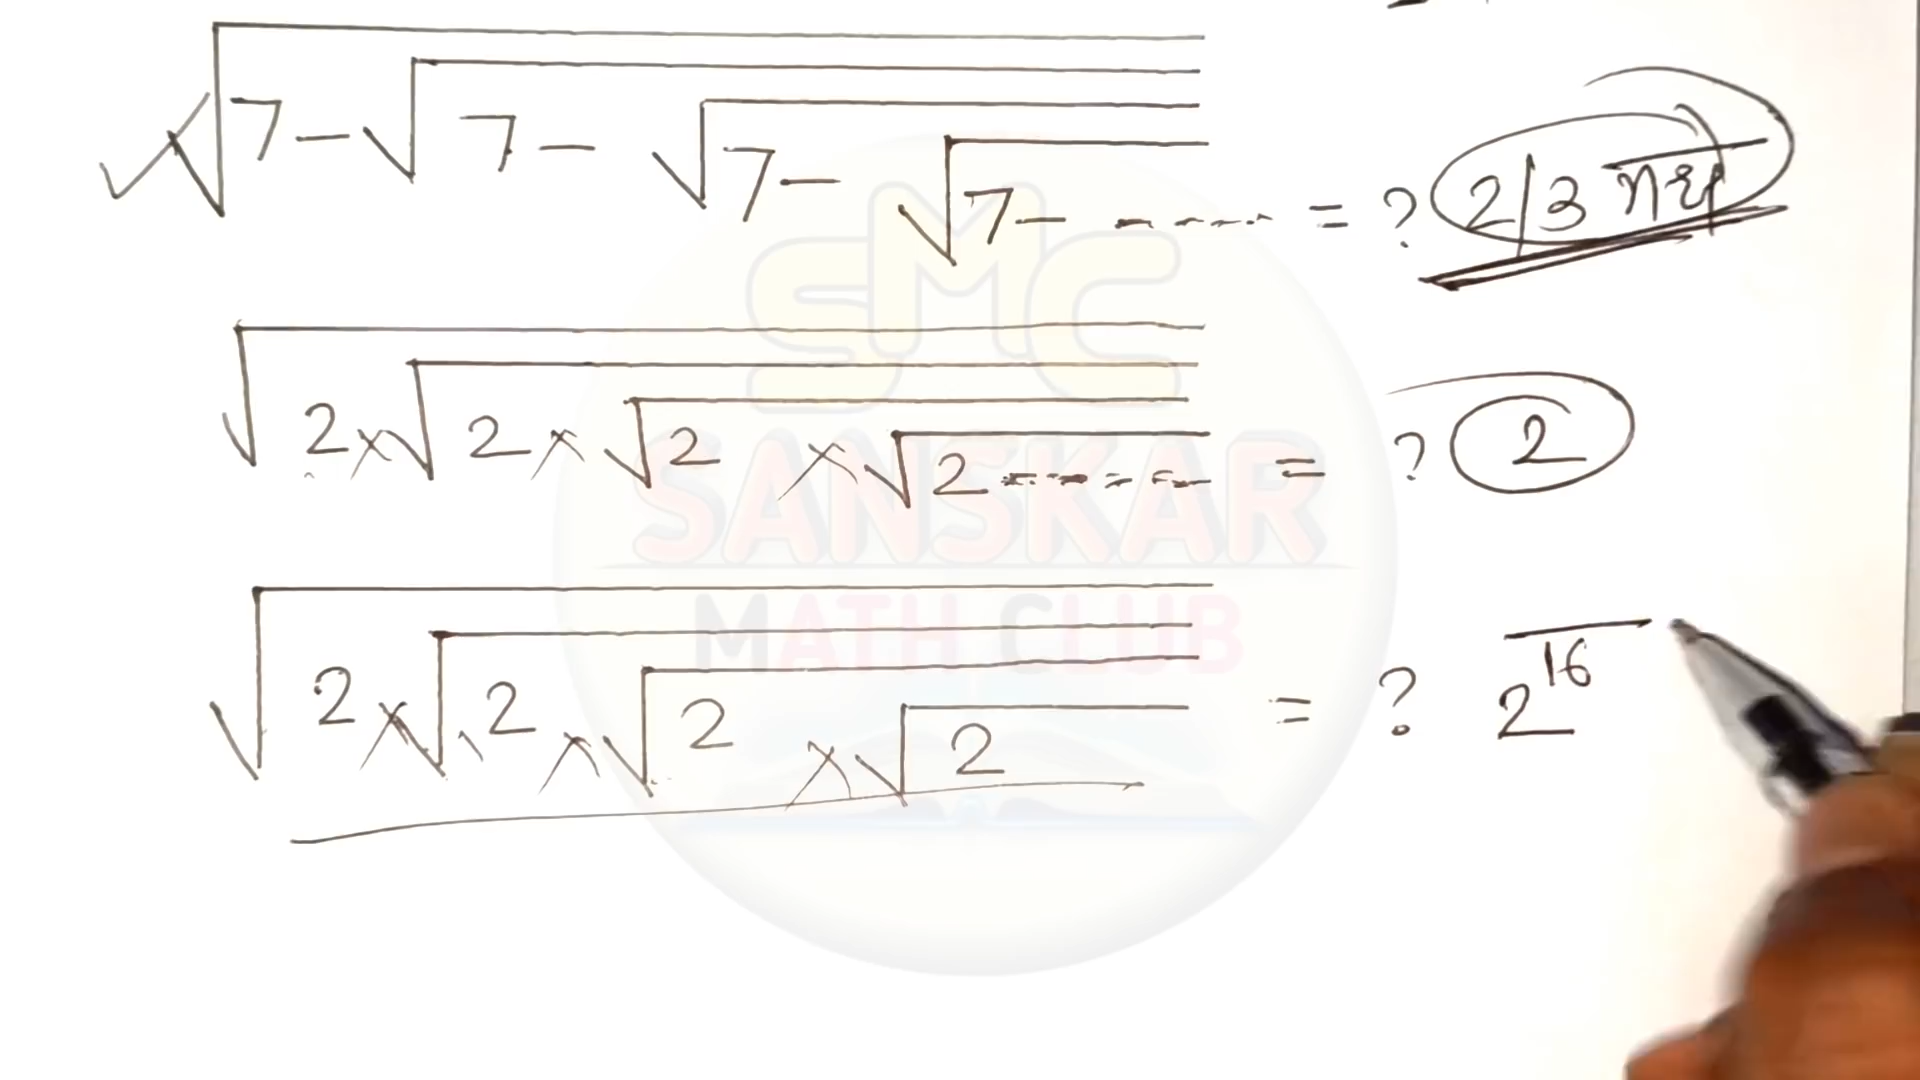 √7-√7-√7-√7- ----- = ? 2/3 नय
√2×√2×√2×√2----- = ? 2
√2×√2×√2×√2 = ? 2^16
SMC
SANSKAR
MATH CLUB